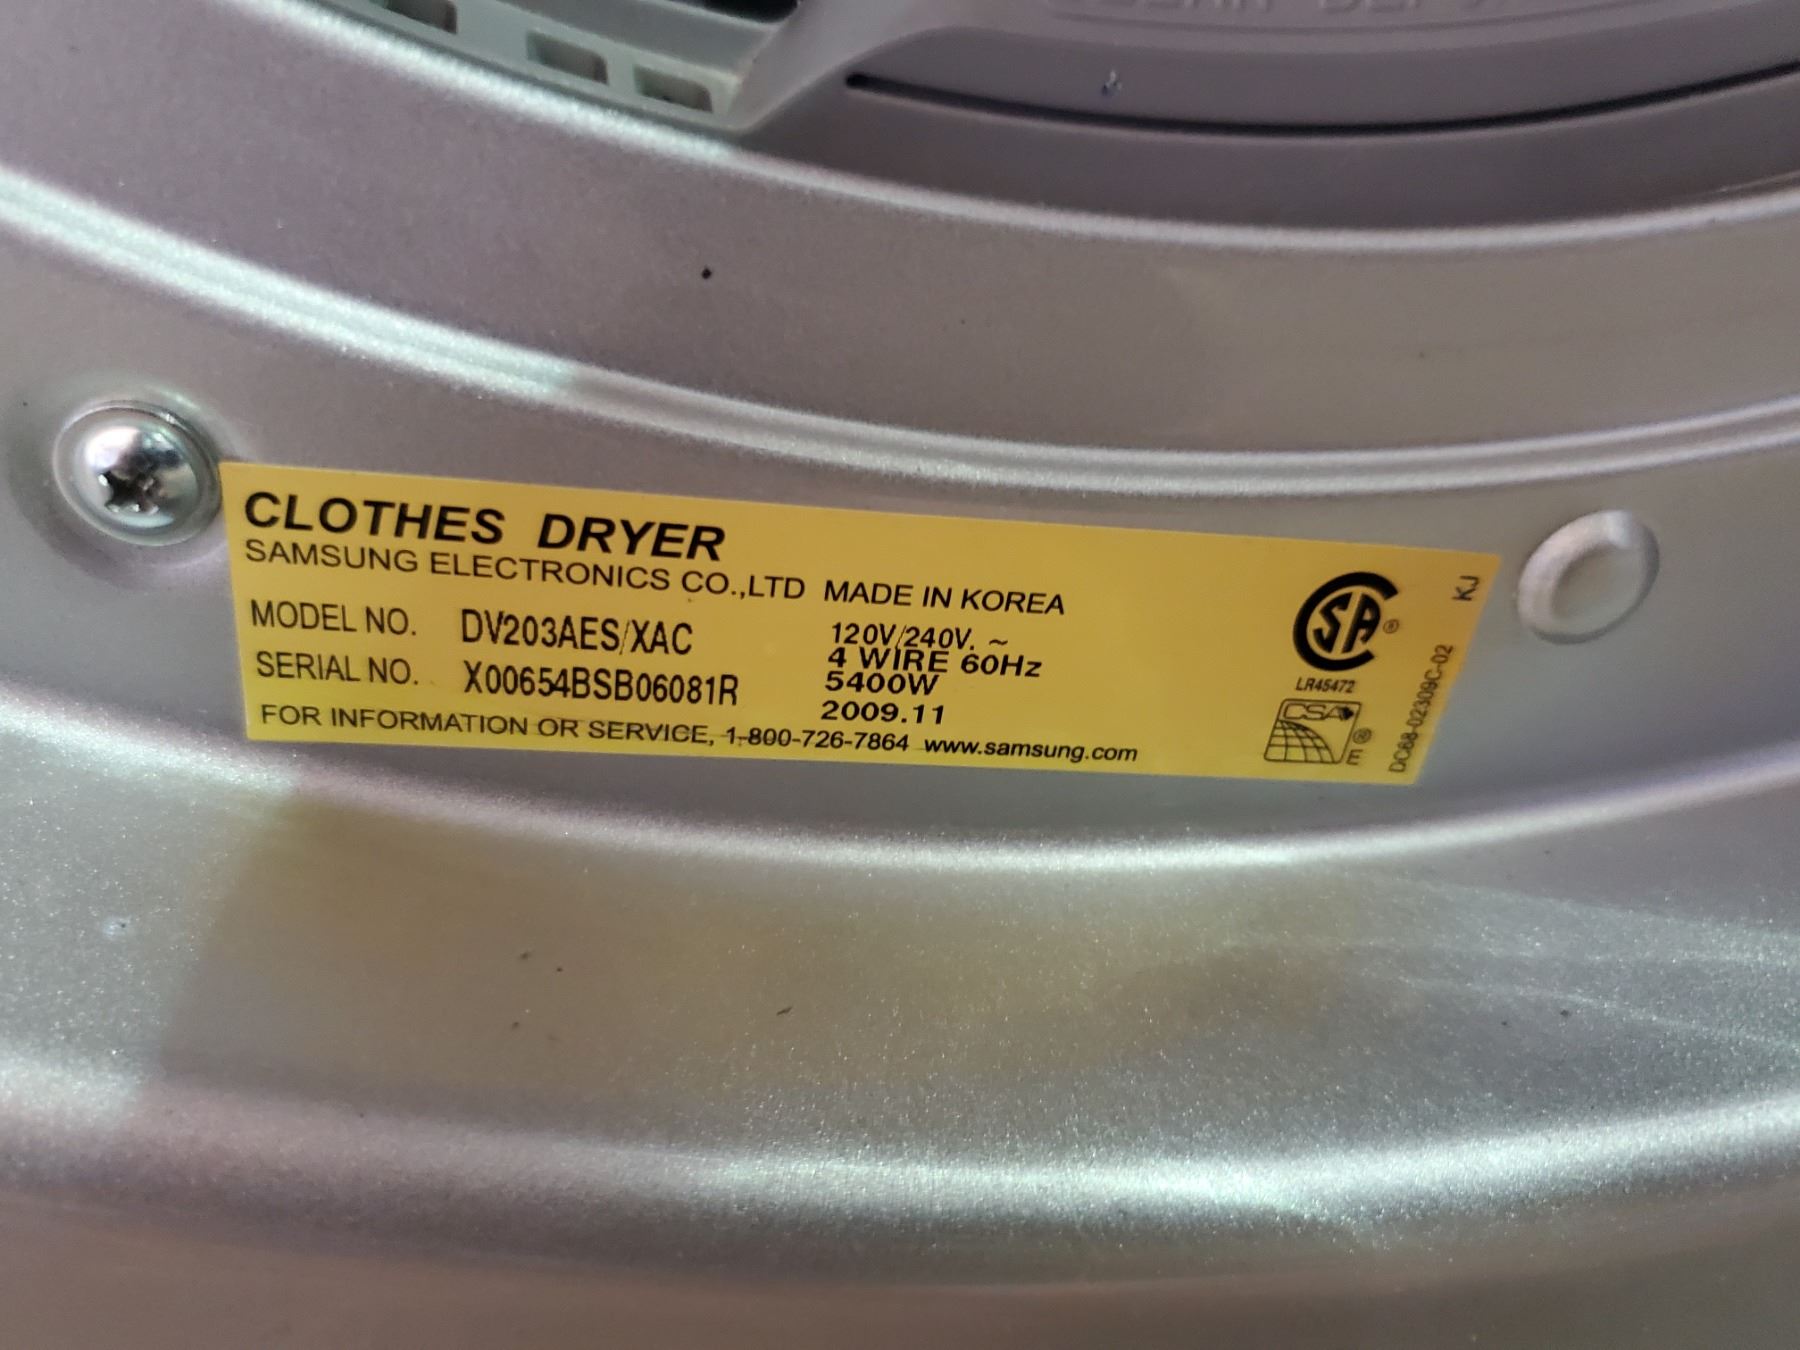 CLOTHES DRYER
SAMSUNG ELECTRONICS CO.,LTD MADE IN KOREA
MODEL NO. DV203AES/XAC
120V/240V. ~
4 WIRE 60Hz
SERIAL NO. X00654BSB06081R
5400W
2009.11
FOR INFORMATION OR SERVICE, 1-800-726-7864 www.samsung.com
SA ®
LR45472
CSA ®
E
DC68-02309C-02
KJ